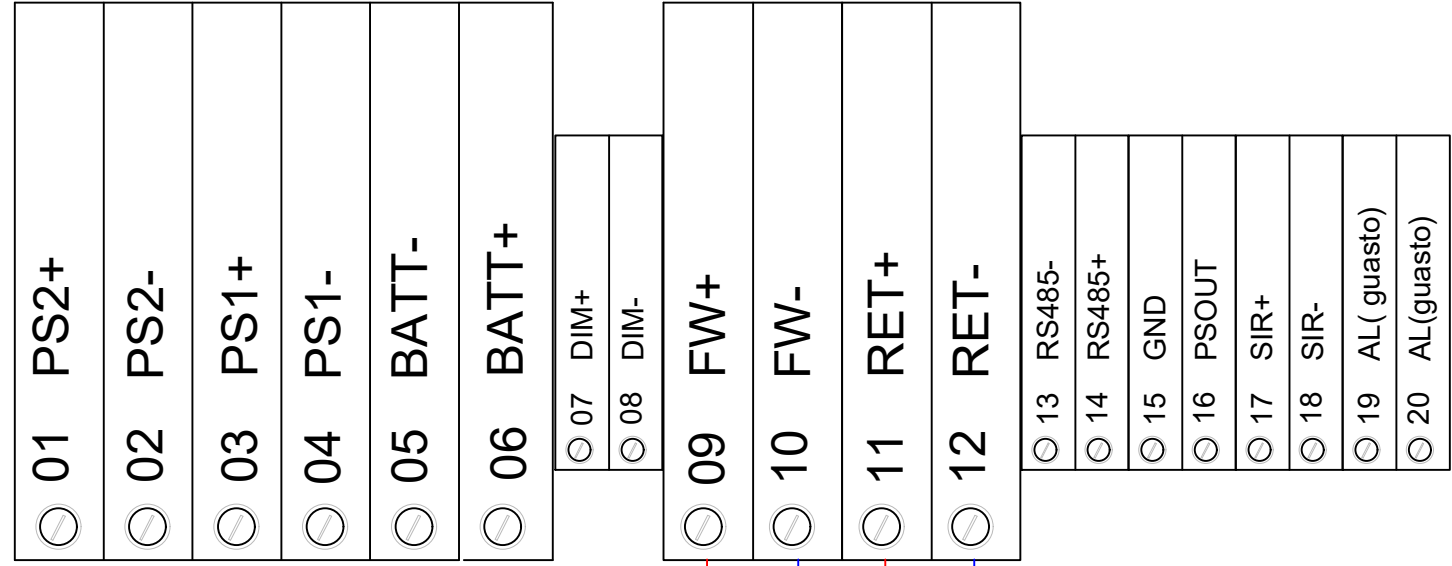 01 PS2+
02 PS2-
03 PS1+
04 PS1-
05 BATT-
06 BATT+
07 DIM+
08 DIM-
09 FW+
10 FW-
11 RET+
12 RET-
13 RS485-
14 RS485+
15 GND
16 PSOUT
17 SIR+
18 SIR-
19 AL( guasto)
20 AL(guasto)